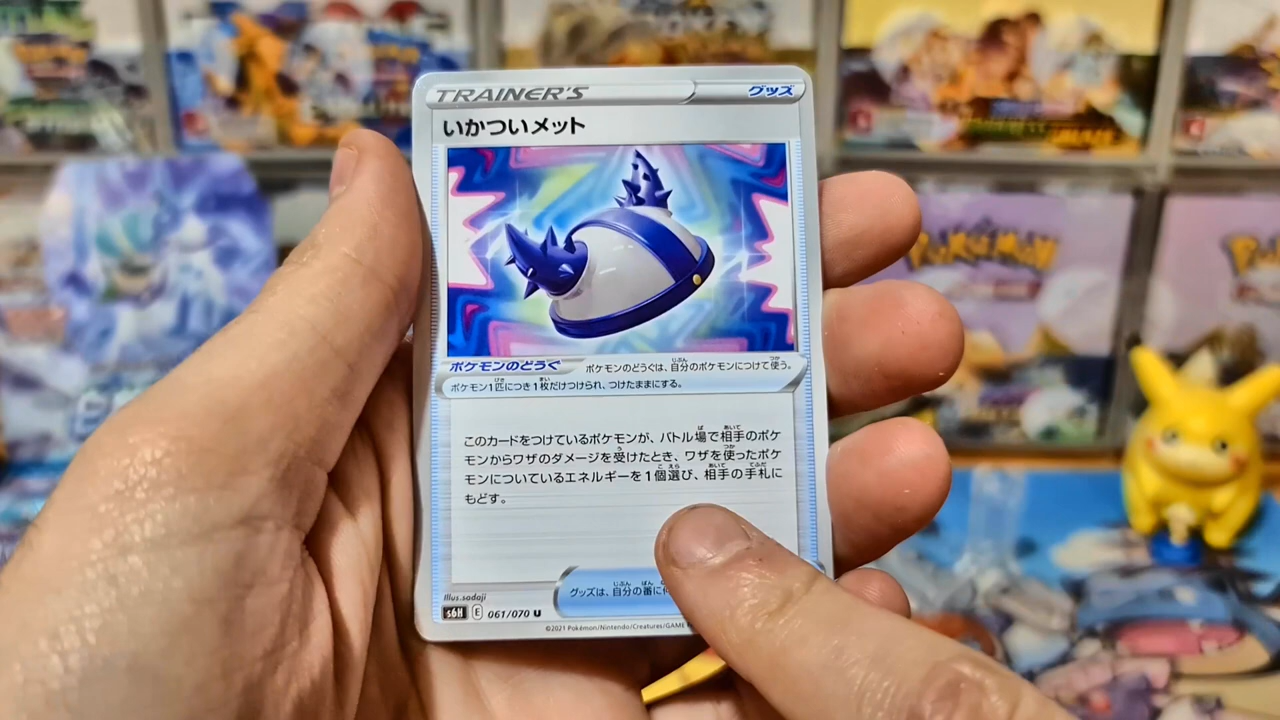 TRAINER'S グッズ
いかついメット
ポケモンのどうぐ ポケモンのどうぐは、自分のポケモンにつけて使う。
ポケモン1匹につき1枚だけつけられ、つけたままにする。
このカードをつけているポケモンが、バトル場で相手のポケ
モンからワザのダメージを受けたとき、ワザを使ったポケ
モンについているエネルギーを1個選び、相手の手札に
もどす。
グッズは、自分の番に
Illus.sadaji
s6H E 061/070 U
©2021 Pokémon/Nintendo/Creatures/GAME
POKÉMON